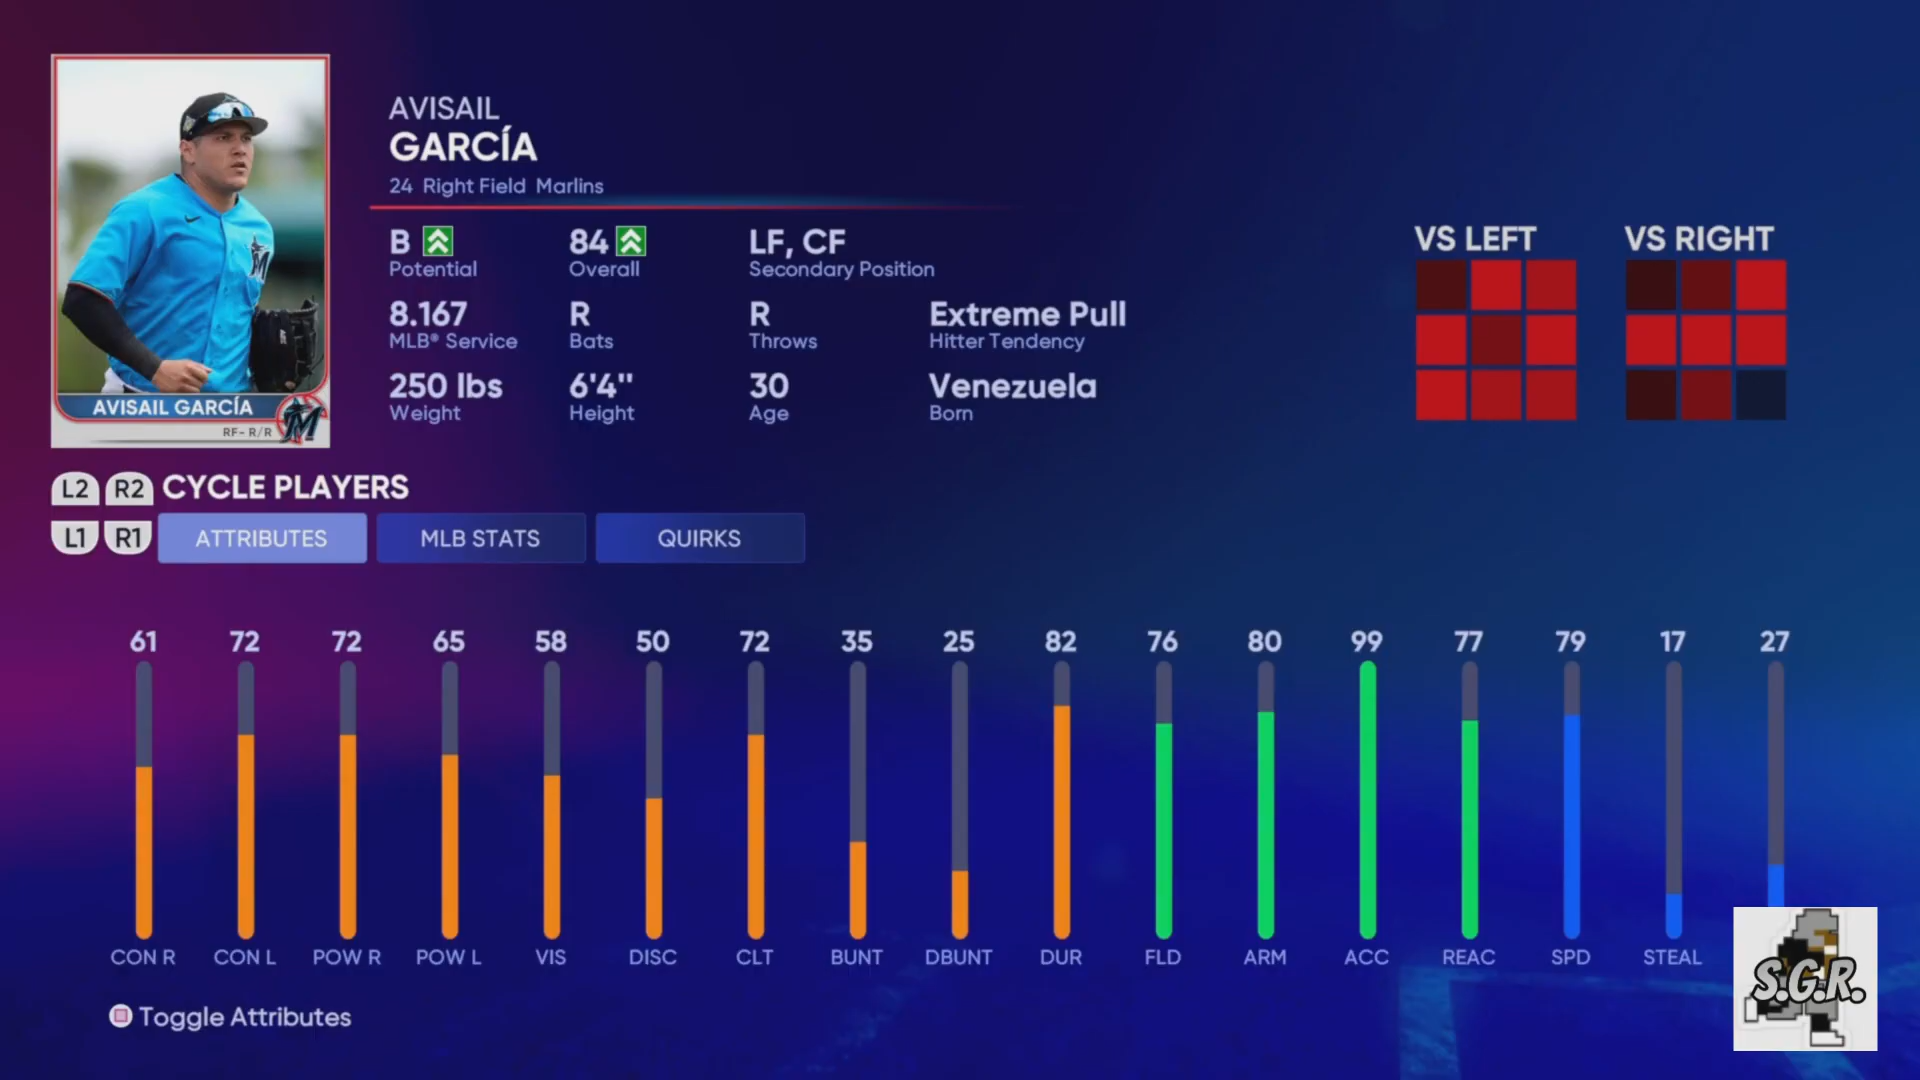 AVISAIL
GARCÍA
24 Right Field Marlins
B
Potential
84
Overall
LF, CF
Secondary Position
8.167
MLB® Service
R
Bats
R
Throws
Extreme Pull
Hitter Tendency
250 lbs
Weight
6'4''
Height
30
Age
Venezuela
Born
VS LEFT
VS RIGHT
AVISAIL GARCÍA
RF- R/R
M
L2 R2 CYCLE PLAYERS
L1 R1 ATTRIBUTES MLB STATS QUIRKS
61 72 72 65 58 50 72 35 25 82 76 80 99 77 79 17 27
CON R CON L POW R POW L VIS DISC CLT BUNT DBUNT DUR FLD ARM ACC REAC SPD STEAL
Toggle Attributes
S.G.R.